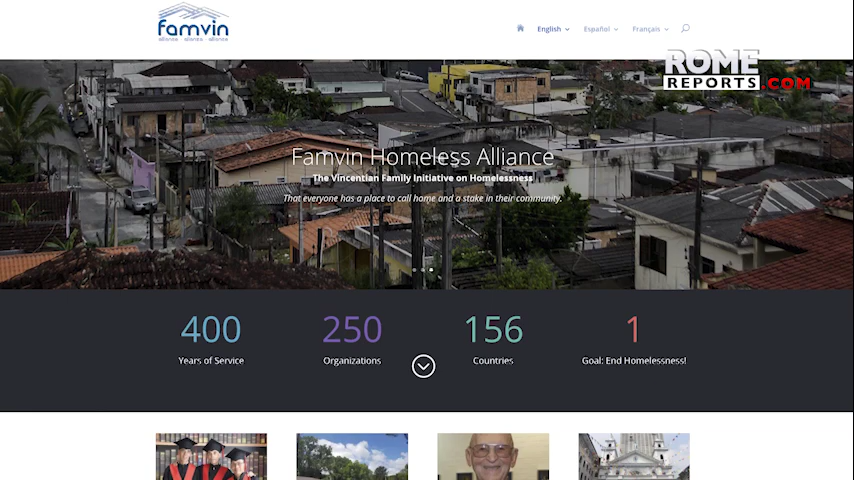 famvin
alliance · alianza · alliance
English
Español
Français
ROME
REPORTS.COM
Famvin Homeless Alliance
The Vincentian Family Initiative on Homelessness
That everyone has a place to call home and a stake in their community.
400
Years of Service
250
Organizations
156
Countries
1
Goal: End Homelessness!